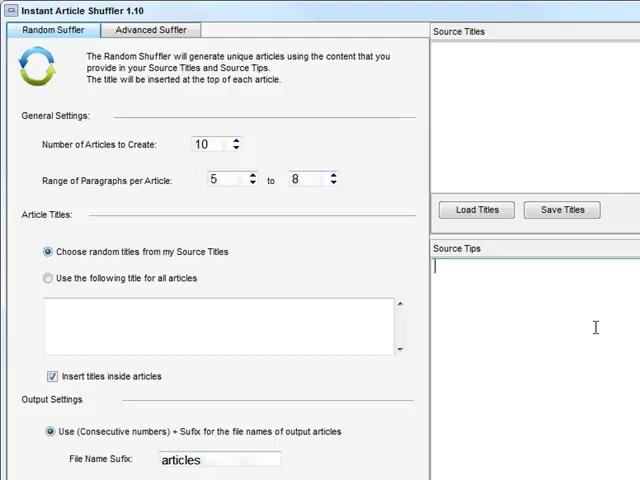 Instant Article Shuffler 1.10
Random Suffler
Advanced Suffler
The Random Shuffler will generate unique articles using the content that you
provide in your Source Titles and Source Tips.
The title will be inserted at the top of each article.
General Settings:
Number of Articles to Create:
10
Range of Paragraphs per Article:
5
to
8
Article Titles:
Choose random titles from my Source Titles
Use the following title for all articles
Insert titles inside articles
Output Settings
Use (Consecutive numbers) + Sufix for the file names of output articles
File Name Sufix:
articles
Source Titles
Load Titles
Save Titles
Source Tips